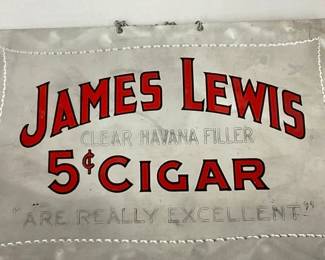 JAMES LEWIS
CLEAR HAVANA FILLER
5¢ CIGAR
"ARE REALLY EXCELLENT."